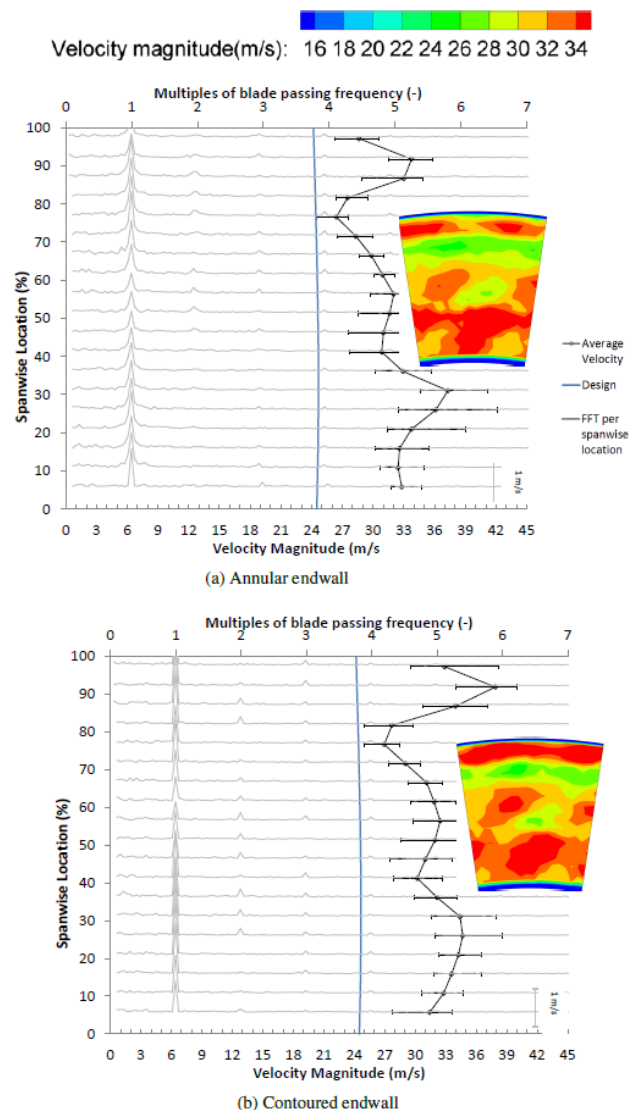 Velocity magnitude(m/s): 16 18 20 22 24 26 28 30 32 34
Multiples of blade passing frequency (-)
0 1 2 3 4 5 6 7
100
90
80
70
60
50
40
30
20
10
0
Spanwise Location (%)
Average
Velocity
Design
FFT per
spanwise
location
1 m/s
0 3 6 9 12 15 18 21 24 27 30 33 36 39 42 45
Velocity Magnitude (m/s
(a) Annular endwall
Multiples of blade passing frequency (-)
0 1 2 3 4 5 6 7
100
90
80
70
60
50
40
30
20
10
0
Spanwise Location (%)
1 m/s
0 3 6 9 12 15 18 21 24 27 30 33 36 39 42 45
Velocity Magnitude (m/s)
(b) Contoured endwall